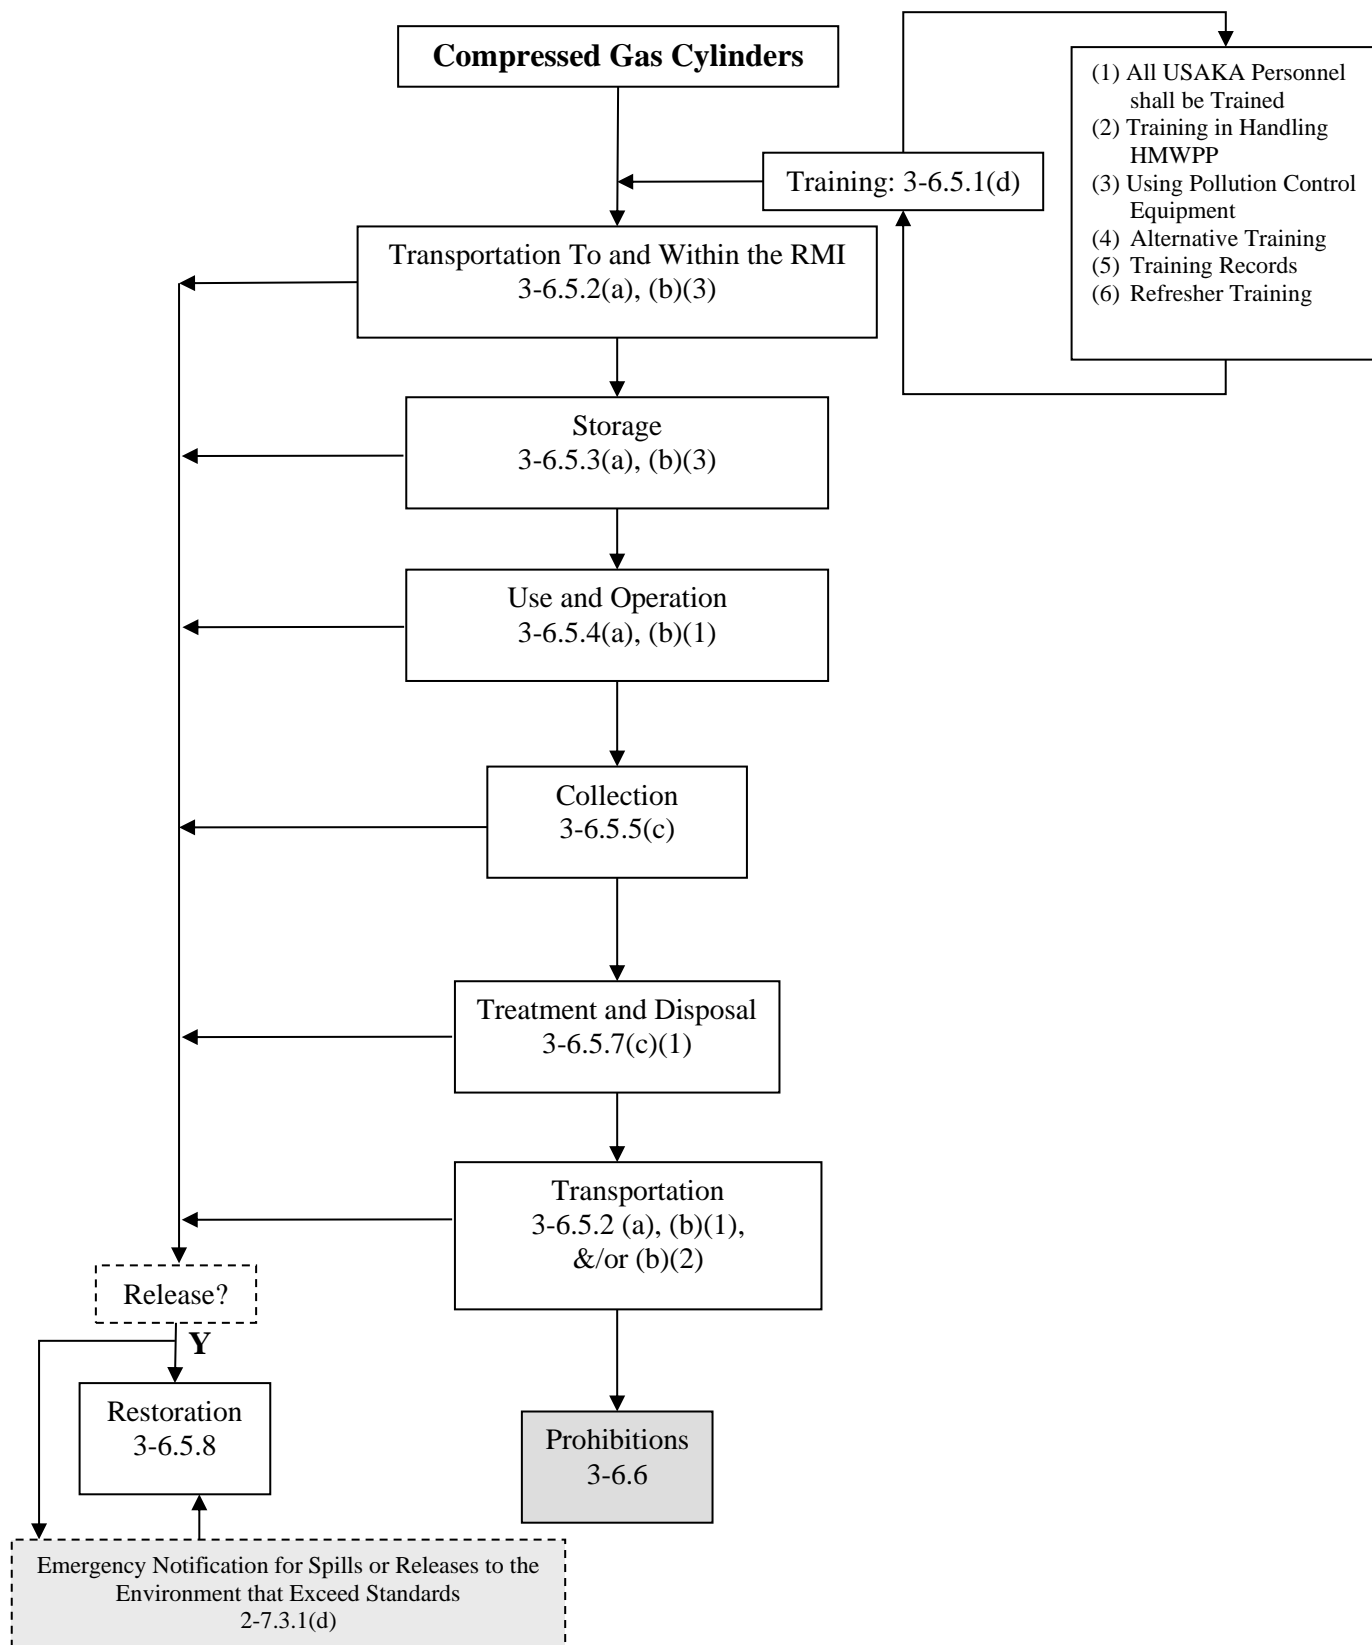 Compressed Gas Cylinders
(1) All USAKA Personnel
shall be Trained
(2) Training in Handling
HMWPP
(3) Using Pollution Control
Equipment
(4) Alternative Training
(5) Training Records
(6) Refresher Training
Training: 3-6.5.1(d)
Transportation To and Within the RMI
3-6.5.2(a), (b)(3)
Storage
3-6.5.3(a), (b)(3)
Use and Operation
3-6.5.4(a), (b)(1)
Collection
3-6.5.5(c)
Treatment and Disposal
3-6.5.7(c)(1)
Transportation
3-6.5.2 (a), (b)(1),
&/or (b)(2)
Release?
Y
Restoration
3-6.5.8
Prohibitions
3-6.6
Emergency Notification for Spills or Releases to the
Environment that Exceed Standards
2-7.3.1(d)